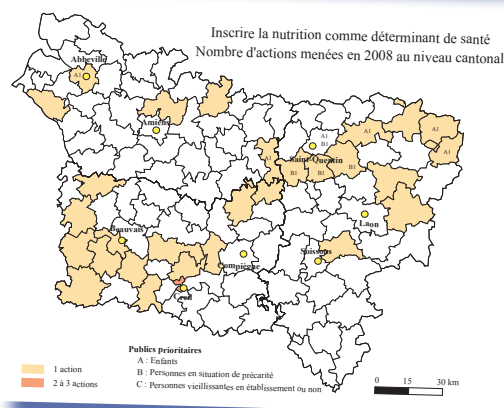 Inscrire la nutrition comme déterminant de santé
Nombre d'actions menées en 2008 au niveau cantonal
Abbeville
A1
Amiens
A1
B1
Saint-Quentin
A1
B1
B1
B1
A1
A1
A1
Laon
Beauvais
Compiègne
Soissons
Creil
Publics prioritaires
A : Enfants
B : Personnes en situation de précarité
C : Personnes vieillissantes en établissement ou non
1 action
2 à 3 actions
0 15 30 km